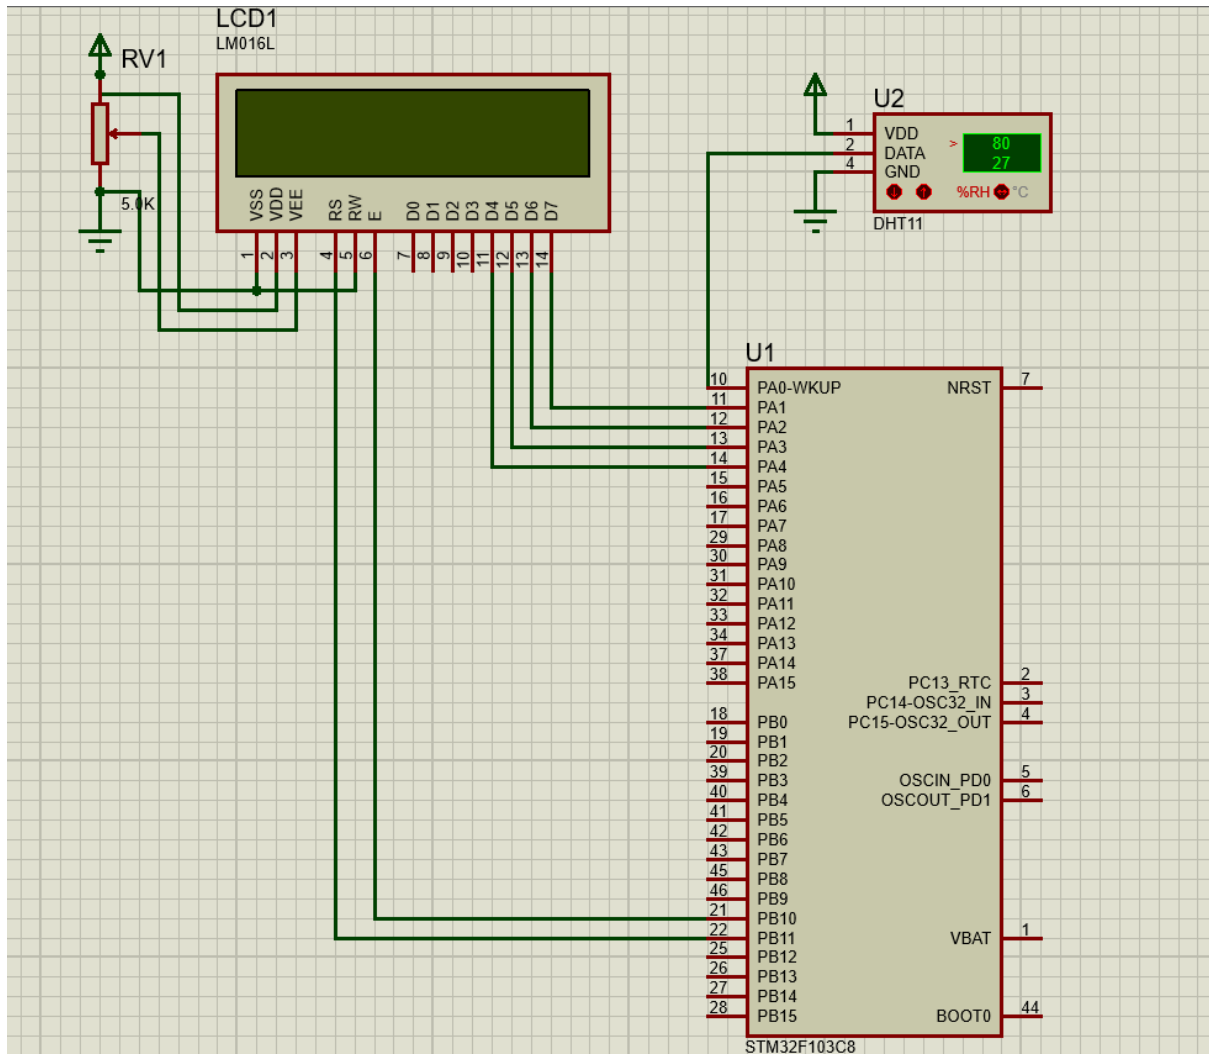 LCD1
LM016L
RV1
5.0K
VSS
VDD
VEE
RS
RW
E
D0
D1
D2
D3
D4
D5
D6
D7
1
2
3
4
5
6
7
8
9
10
11
12
13
14
U2
1 VDD
2 DATA
4 GND
> 80
27
%RH °C
DHT11
U1
10 PA0-WKUP NRST 7
11 PA1
12 PA2
13 PA3
14 PA4
15 PA5
16 PA6
17 PA7
29 PA8
30 PA9
31 PA10
32 PA11
33 PA12
34 PA13
37 PA14
38 PA15 PC13_RTC 2
PC14-OSC32_IN 3
18 PB0 PC15-OSC32_OUT 4
19 PB1
20 PB2
39 PB3 OSCIN_PD0 5
40 PB4 OSCOUT_PD1 6
41 PB5
42 PB6
43 PB7
45 PB8
46 PB9
21 PB10
22 PB11 VBAT 1
25 PB12
26 PB13
27 PB14
28 PB15 BOOT0 44
STM32F103C8